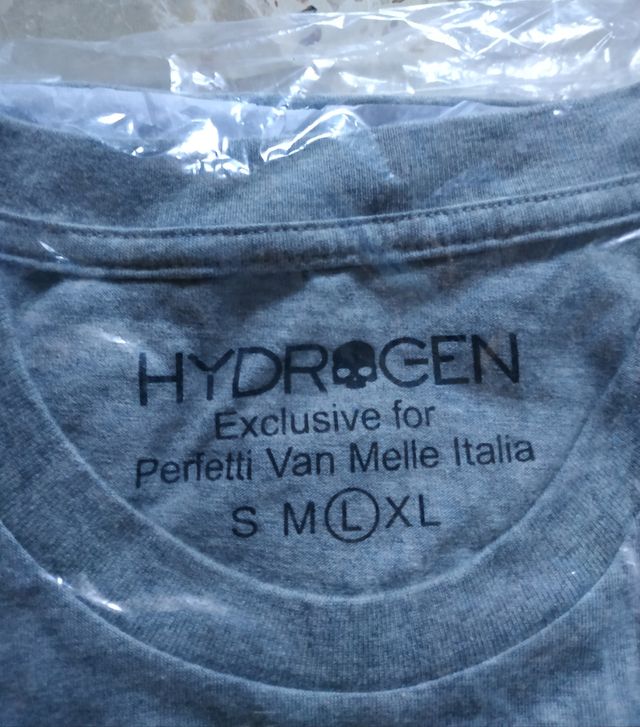 HYDROGEN
Exclusive for
Perfetti Van Melle Italia
S M L XL